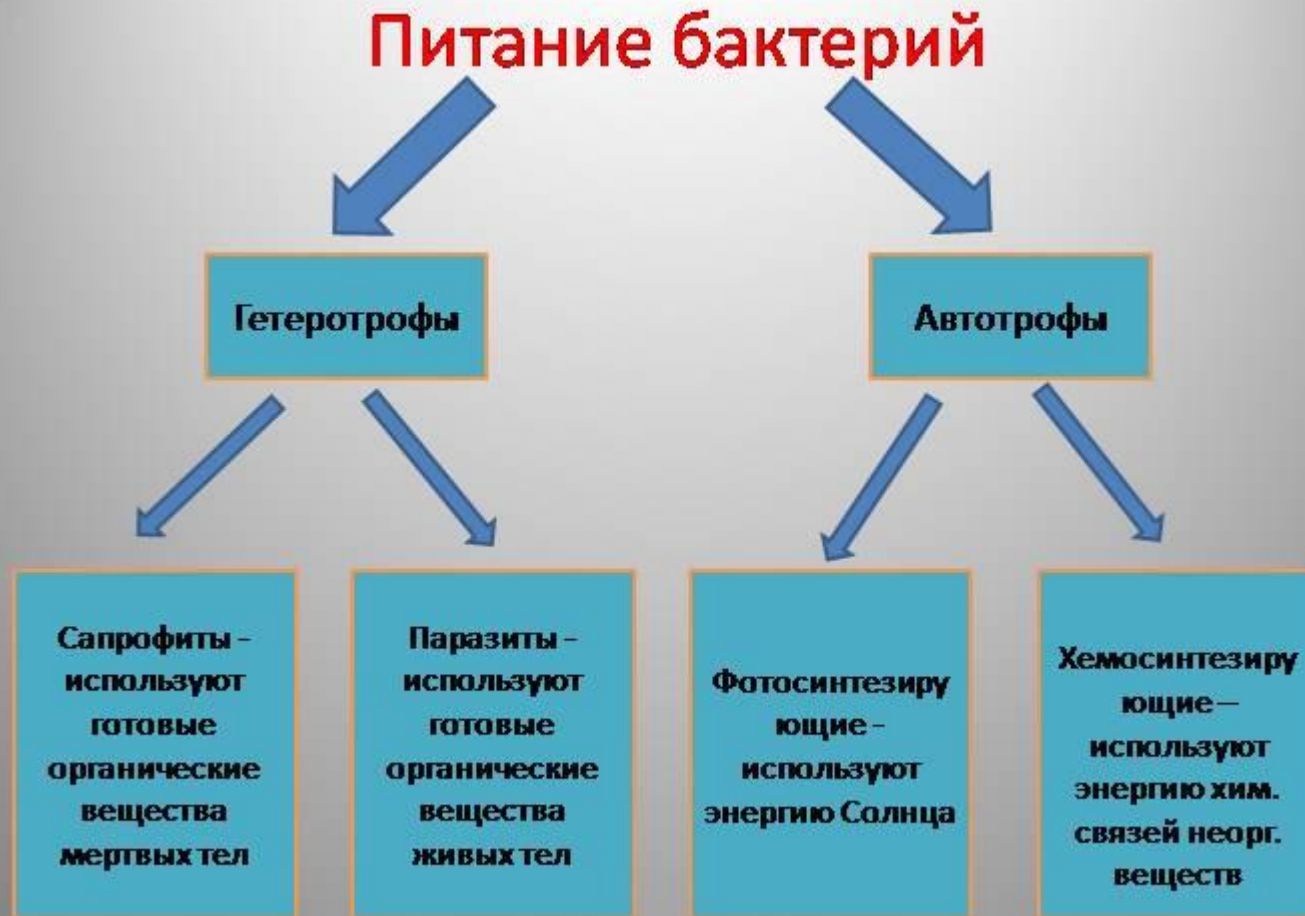 Питание бактерий
Гетеротрофы
Автотрофы
Сапрофиты -
используют
готовые
органические
вещества
мертвых тел
Паразиты -
используют
готовые
органические
вещества
живых тел
Фотосинтезиру
ющие -
используют
энергию Солнца
Хемосинтезиру
ющие –
используют
энергию хим.
связей неорг.
веществ